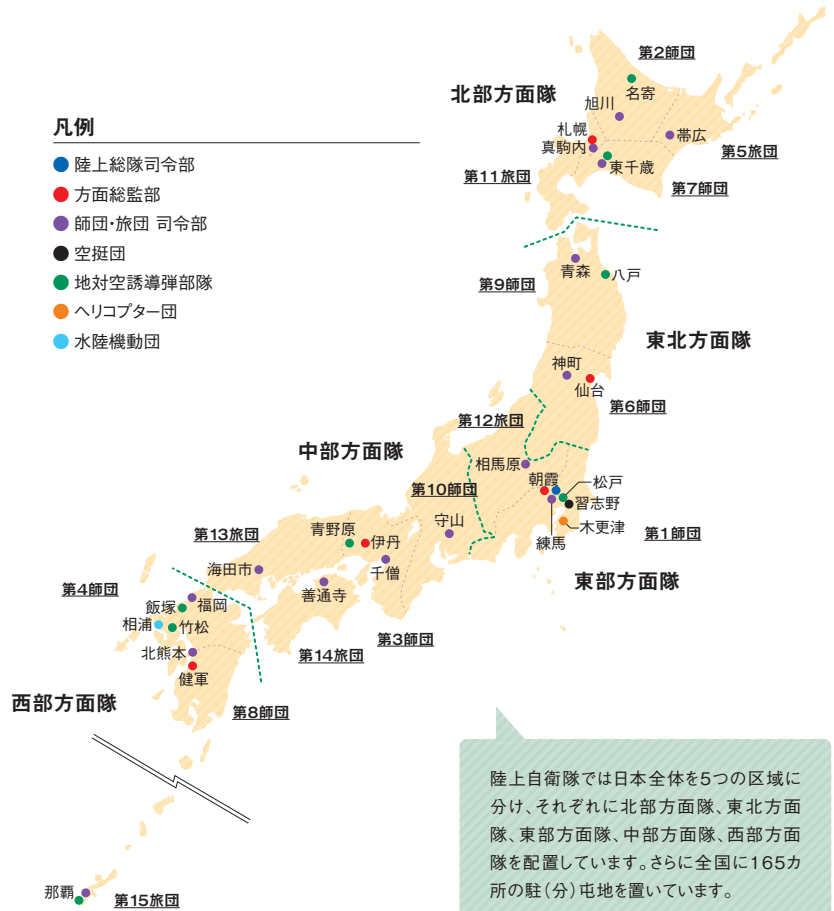 第2師団
北部方面隊
名寄
旭川
札幌
真駒内
帯広
第5旅団
東千歳
第11旅団
第7師団
凡例
陸上総隊司令部
方面総監部
師団・旅団 司令部
空挺団
地対空誘導弾部隊
ヘリコプター団
水陸機動団
青森
八戸
第9師団
東北方面隊
神町
仙台
第6師団
第12旅団
中部方面隊
相馬原
朝霞
松戸
第10師団
習志野
守山
木更津
練馬
第1師団
第13旅団
青野原
伊丹
千僧
東部方面隊
海田市
善通寺
第4師団
福岡
飯塚
相浦
竹松
第3師団
第14旅団
北熊本
健軍
西部方面隊
第8師団
陸上自衛隊では日本全体を5つの区域に
分け、それぞれに北部方面隊、東北方面
隊、東部方面隊、中部方面隊、西部方面
隊を配置しています。さらに全国に165カ
所の駐(分)屯地を置いています。
那覇
第15旅団